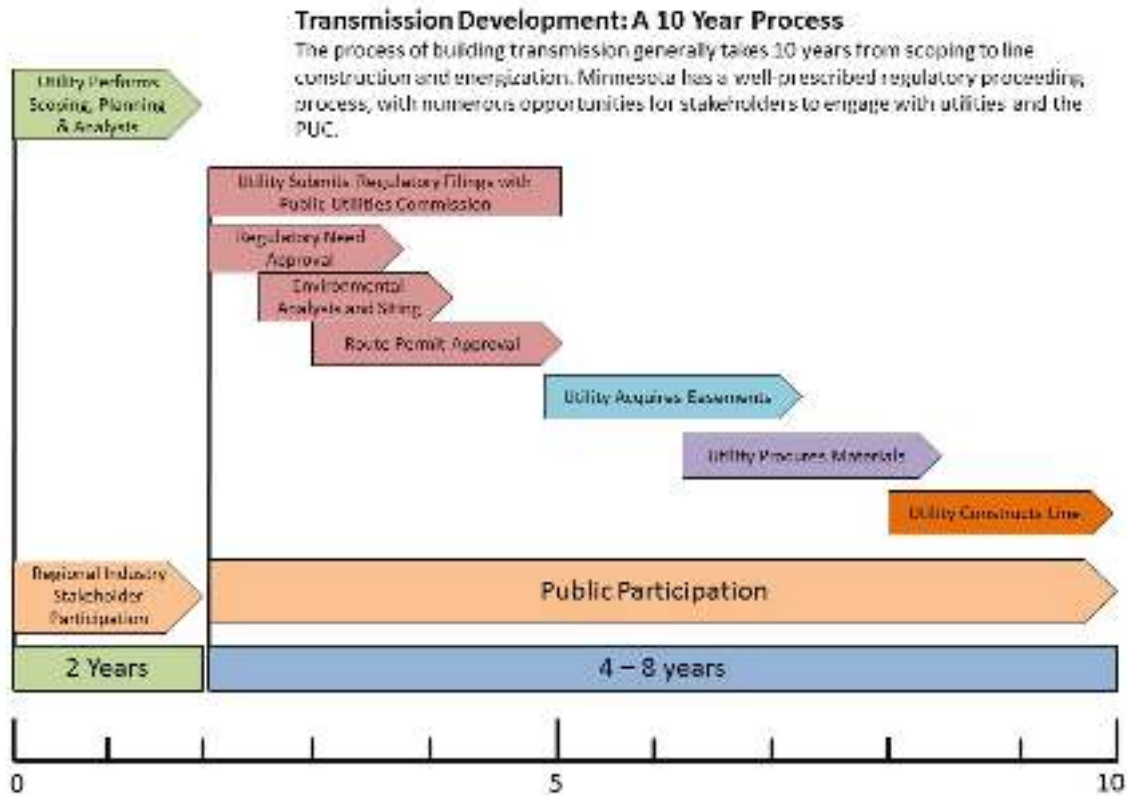 Transmission Development: A 10 Year Process
The process of building transmission generally takes 10 years from scoping to line
construction and energization. Minnesota has a well-prescribed regulatory proceeding
process, with numerous opportunities for stakeholders to engage with utilities and the
PUC.
Utility Performs
Scoping, Planning
& Analysis
Utility Submits Regulatory Filings with
Public Utilities Commission
Regulatory Need
Approval
Environmental
Analysis and Siting
Route Permit Approval
Utility Acquires Easements
Utility Procures Materials
Utility Constructs Line
Regional Industry
Stakeholder
Participation
Public Participation
2 Years
4 – 8 years
0
5
10